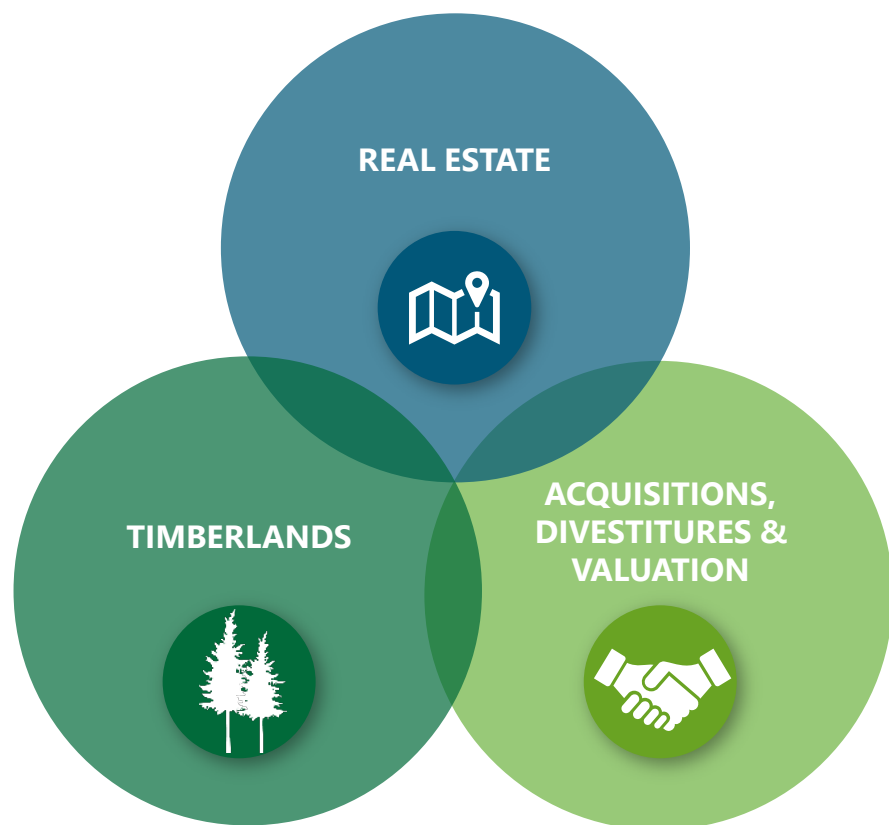 REAL ESTATE
TIMBERLANDS
ACQUISITIONS,
DIVESTITURES &
VALUATION